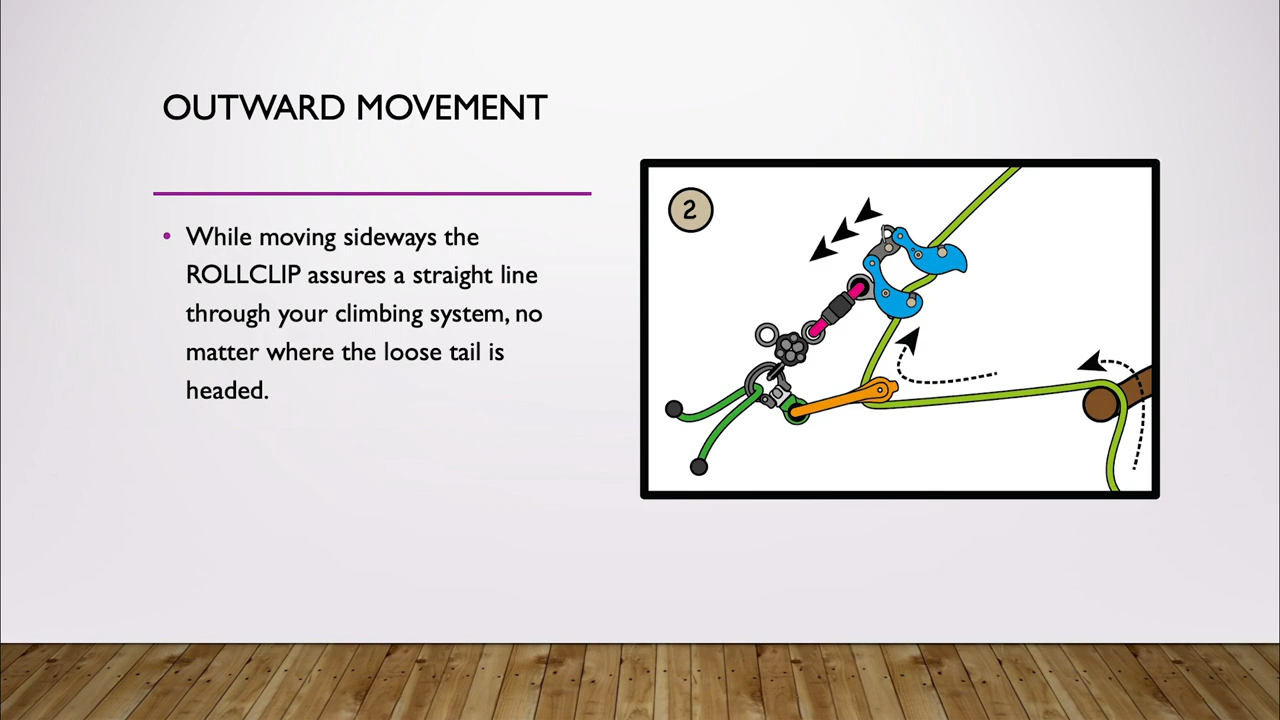 OUTWARD MOVEMENT
• While moving sideways the
ROLLCLIP assures a straight line
through your climbing system, no
matter where the loose tail is
headed.
2